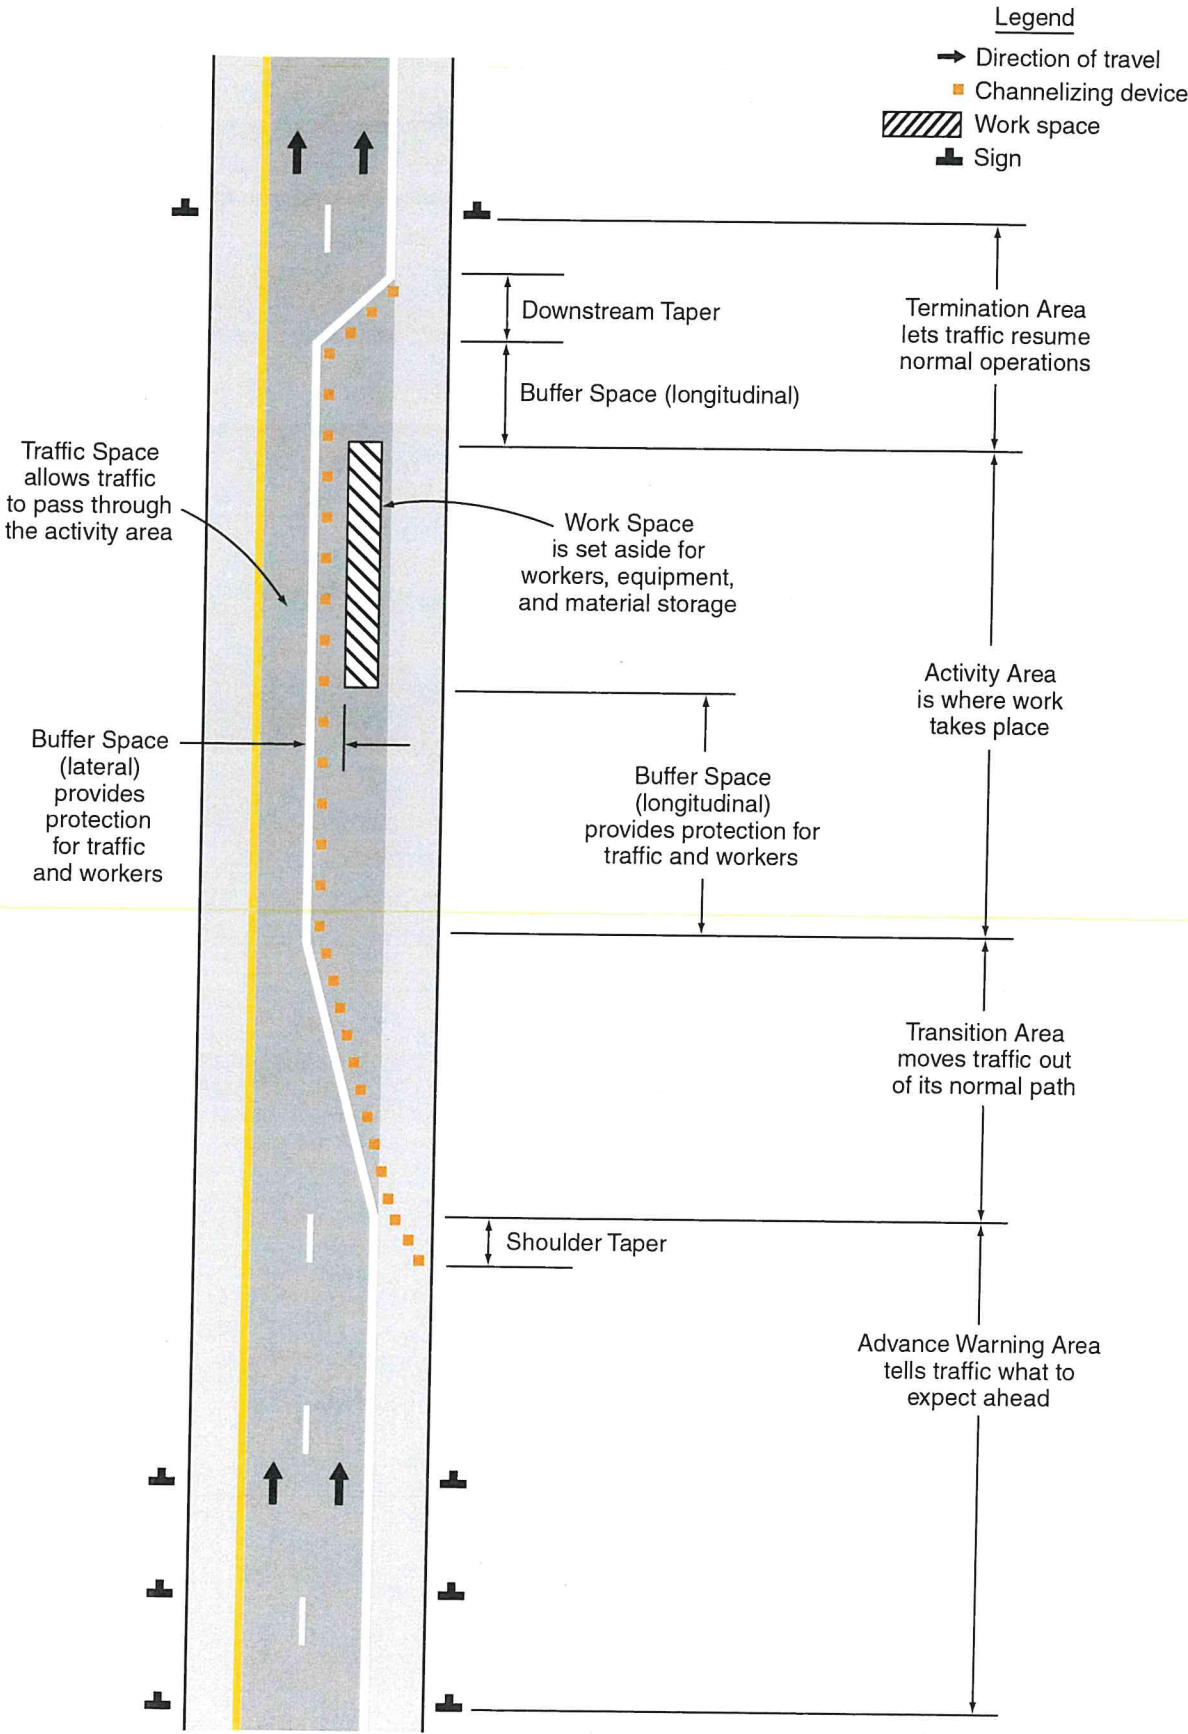 Legend
Direction of travel
Channelizing device
Work space
Sign
Downstream Taper
Termination Area
lets traffic resume
normal operations
Buffer Space (longitudinal)
Traffic Space
allows traffic
to pass through
the activity area
Work Space
is set aside for
workers, equipment,
and material storage
Activity Area
is where work
takes place
Buffer Space
(lateral)
provides
protection
for traffic
and workers
Buffer Space
(longitudinal)
provides protection for
traffic and workers
Transition Area
moves traffic out
of its normal path
Shoulder Taper
Advance Warning Area
tells traffic what to
expect ahead